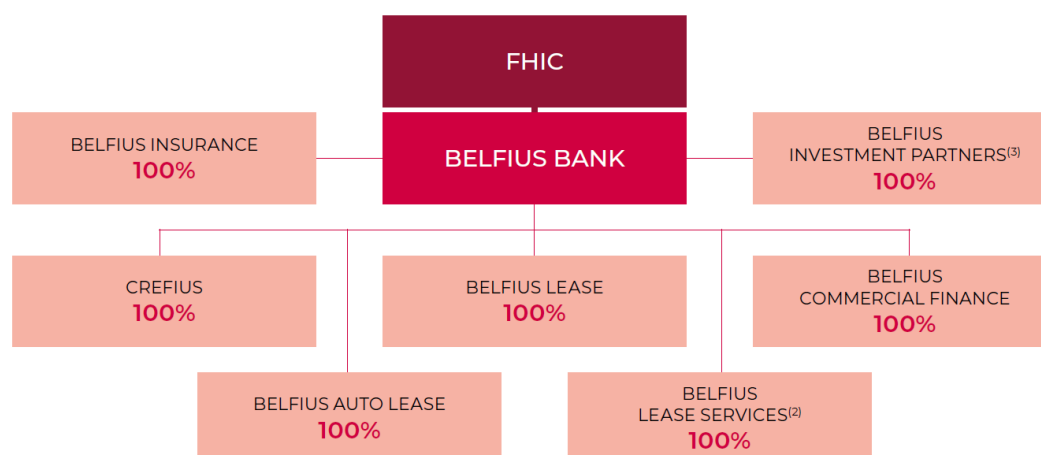 FHIC
BELFIUS INSURANCE
100%
BELFIUS BANK
BELFIUS
INVESTMENT PARTNERS(3)
100%
CREFIUS
100%
BELFIUS LEASE
100%
BELFIUS
COMMERCIAL FINANCE
100%
BELFIUS AUTO LEASE
100%
BELFIUS
LEASE SERVICES(2)
100%